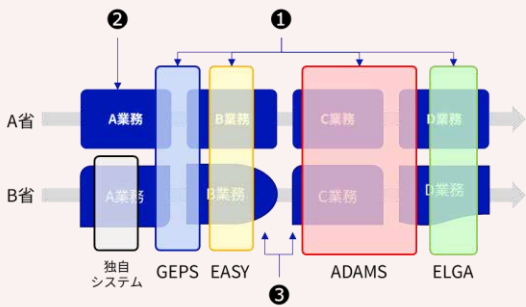 ❷
❶
A省
A業務
B業務
C業務
D業務
B省
A業務
B業務
C業務
D業務
独自
システム
GEPS
EASY
ADAMS
ELGA
❸